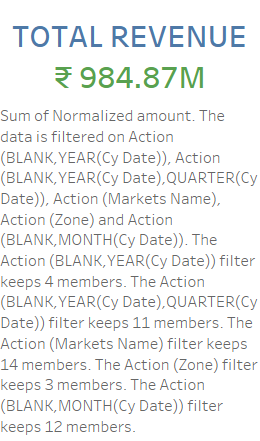 TOTAL REVENUE
₹ 984.87M
Sum of Normalized amount. The
data is filtered on Action
(BLANK,YEAR(Cy Date)), Action
(BLANK,YEAR(Cy Date),QUARTER(Cy
Date)), Action (Markets Name),
Action (Zone) and Action
(BLANK,MONTH(Cy Date)). The
Action (BLANK,YEAR(Cy Date)) filter
keeps 4 members. The Action
(BLANK,YEAR(Cy Date),QUARTER(Cy
Date)) filter keeps 11 members. The
Action (Markets Name) filter keeps
14 members. The Action (Zone) filter
keeps 3 members. The Action
(BLANK,MONTH(Cy Date)) filter
keeps 12 members.